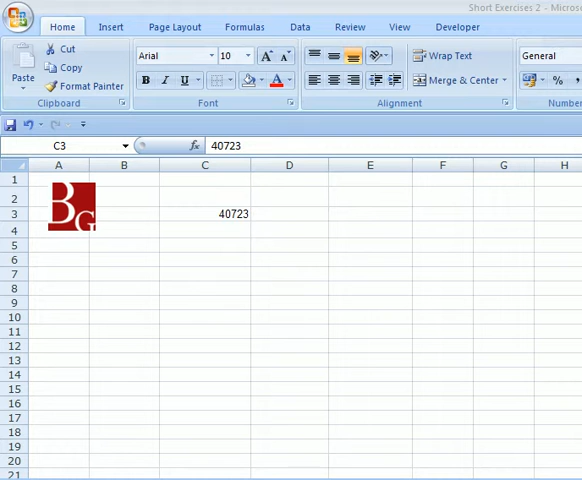 Short Exercises 2 - Micros
Home Insert Page Layout Formulas Data Review View Developer
Paste Cut Arial 10 A A Wrap Text General
Copy
Format Painter B I U A Merge & Center %
Clipboard Font Alignment Number
C3 fx 40723
A B C D E F G H
1
2
3 40723
4
5
6
7
8
9
10
11
12
13
14
15
16
17
18
19
20
21
BG